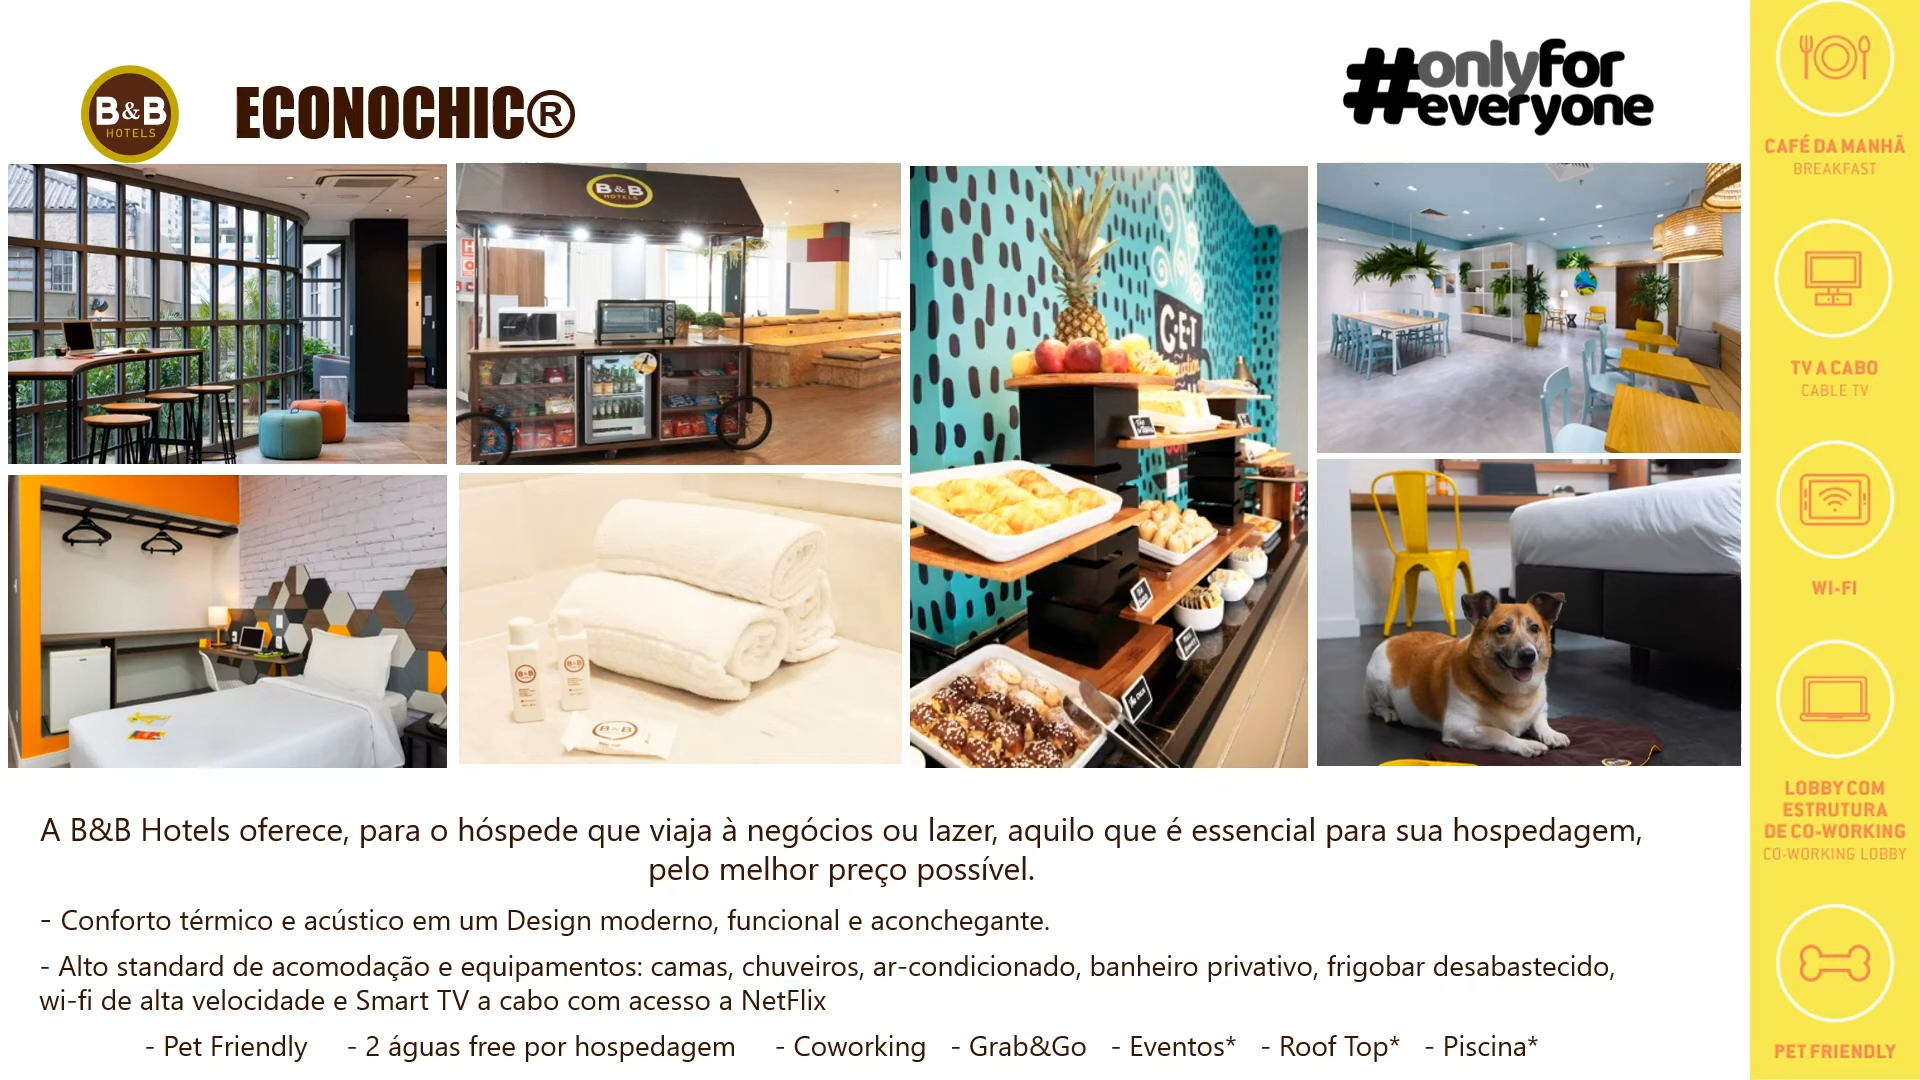 B&B
HOTELS
ECONOCHIC®
#onlyfor
everyone
B&B
HOTELS
G·E·T
B&B
B&B
B&B
CAFÉ DA MANHÃ
BREAKFAST
TV A CABO
CABLE TV
WI-FI
LOBBY COM
ESTRUTURA
DE CO-WORKING
CO-WORKING LOBBY
PET FRIENDLY
A B&B Hotels oferece, para o hóspede que viaja à negócios ou lazer, aquilo que é essencial para sua hospedagem,
pelo melhor preço possível.
- Conforto térmico e acústico em um Design moderno, funcional e aconchegante.
- Alto standard de acomodação e equipamentos: camas, chuveiros, ar-condicionado, banheiro privativo, frigobar desabastecido,
wi-fi de alta velocidade e Smart TV a cabo com acesso a NetFlix
- Pet Friendly - 2 águas free por hospedagem - Coworking - Grab&Go - Eventos* - Roof Top* - Piscina*